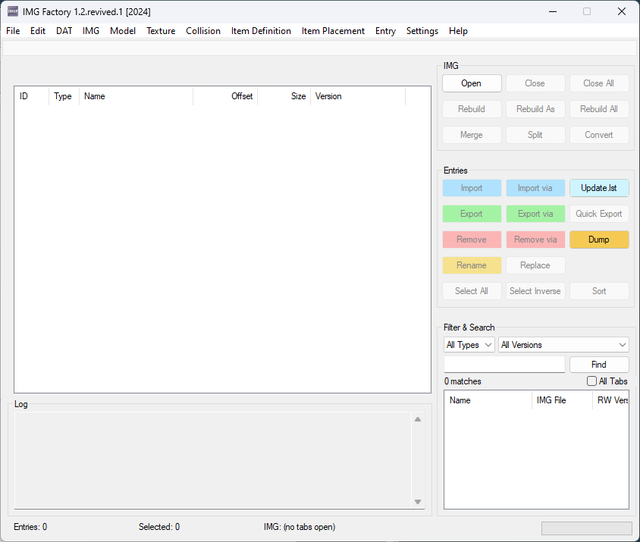 IMG Factory 1.2.revived.1 [2024]
File Edit DAT IMG Model Texture Collision Item Definition Item Placement Entry Settings Help
ID Type Name Offset Size Version
IMG
Open Close Close All
Rebuild Rebuild As Rebuild All
Merge Split Convert
Entries
Import Import via Update.lst
Export Export via Quick Export
Remove Remove via Dump
Rename Replace
Select All Select Inverse Sort
Filter & Search
All Types All Versions
Find
0 matches All Tabs
Name IMG File RW Vers
Log
Entries: 0 Selected: 0 IMG: (no tabs open)